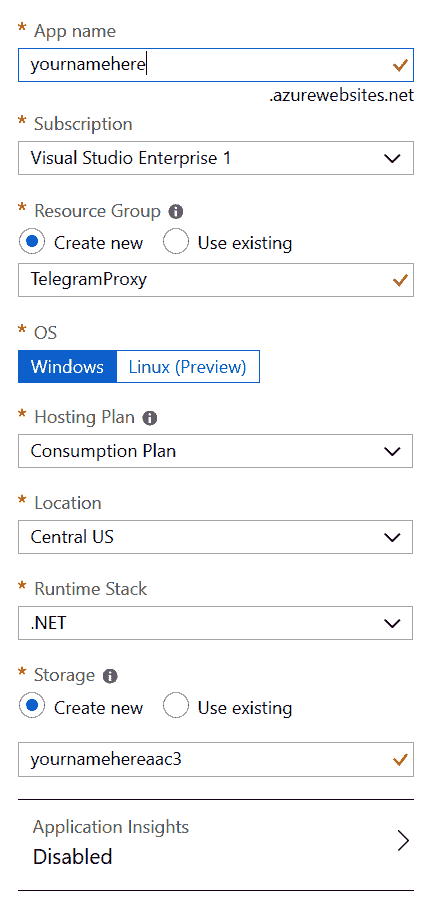 * App name
yournamehere
.azurewebsites.net
* Subscription
Visual Studio Enterprise 1
* Resource Group i
Create new Use existing
TelegramProxy
* OS
Windows Linux (Preview)
* Hosting Plan i
Consumption Plan
* Location
Central US
* Runtime Stack
.NET
* Storage i
Create new Use existing
yournamehereaac3
Application Insights
Disabled